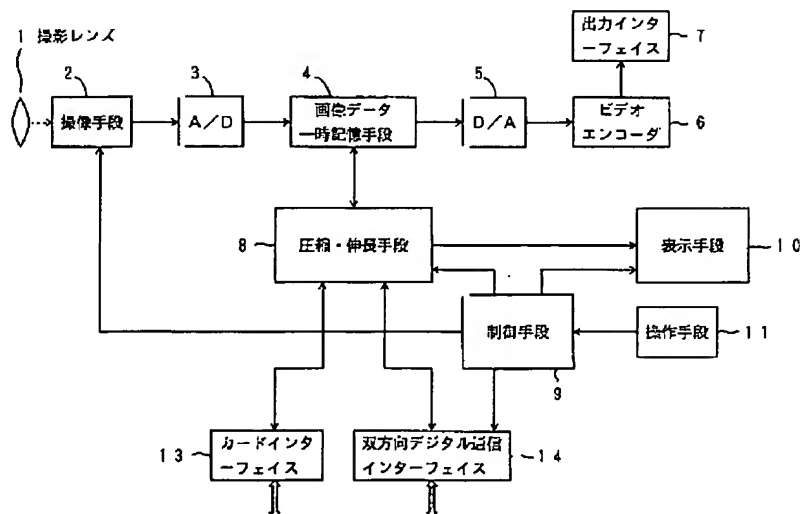 1 撮影レンズ
2
撮像手段
3
A/D
4
画像データ
一時記憶手段
5
D/A
出力インタ
ーフェイス
7
ビデオ
エンコーダ
6
8
圧縮・伸長手段
表示手段
10
制御手段
9
操作手段
11
13
カードインタ
ーフェイス
双方向デジタル通信
インターフェイス
14